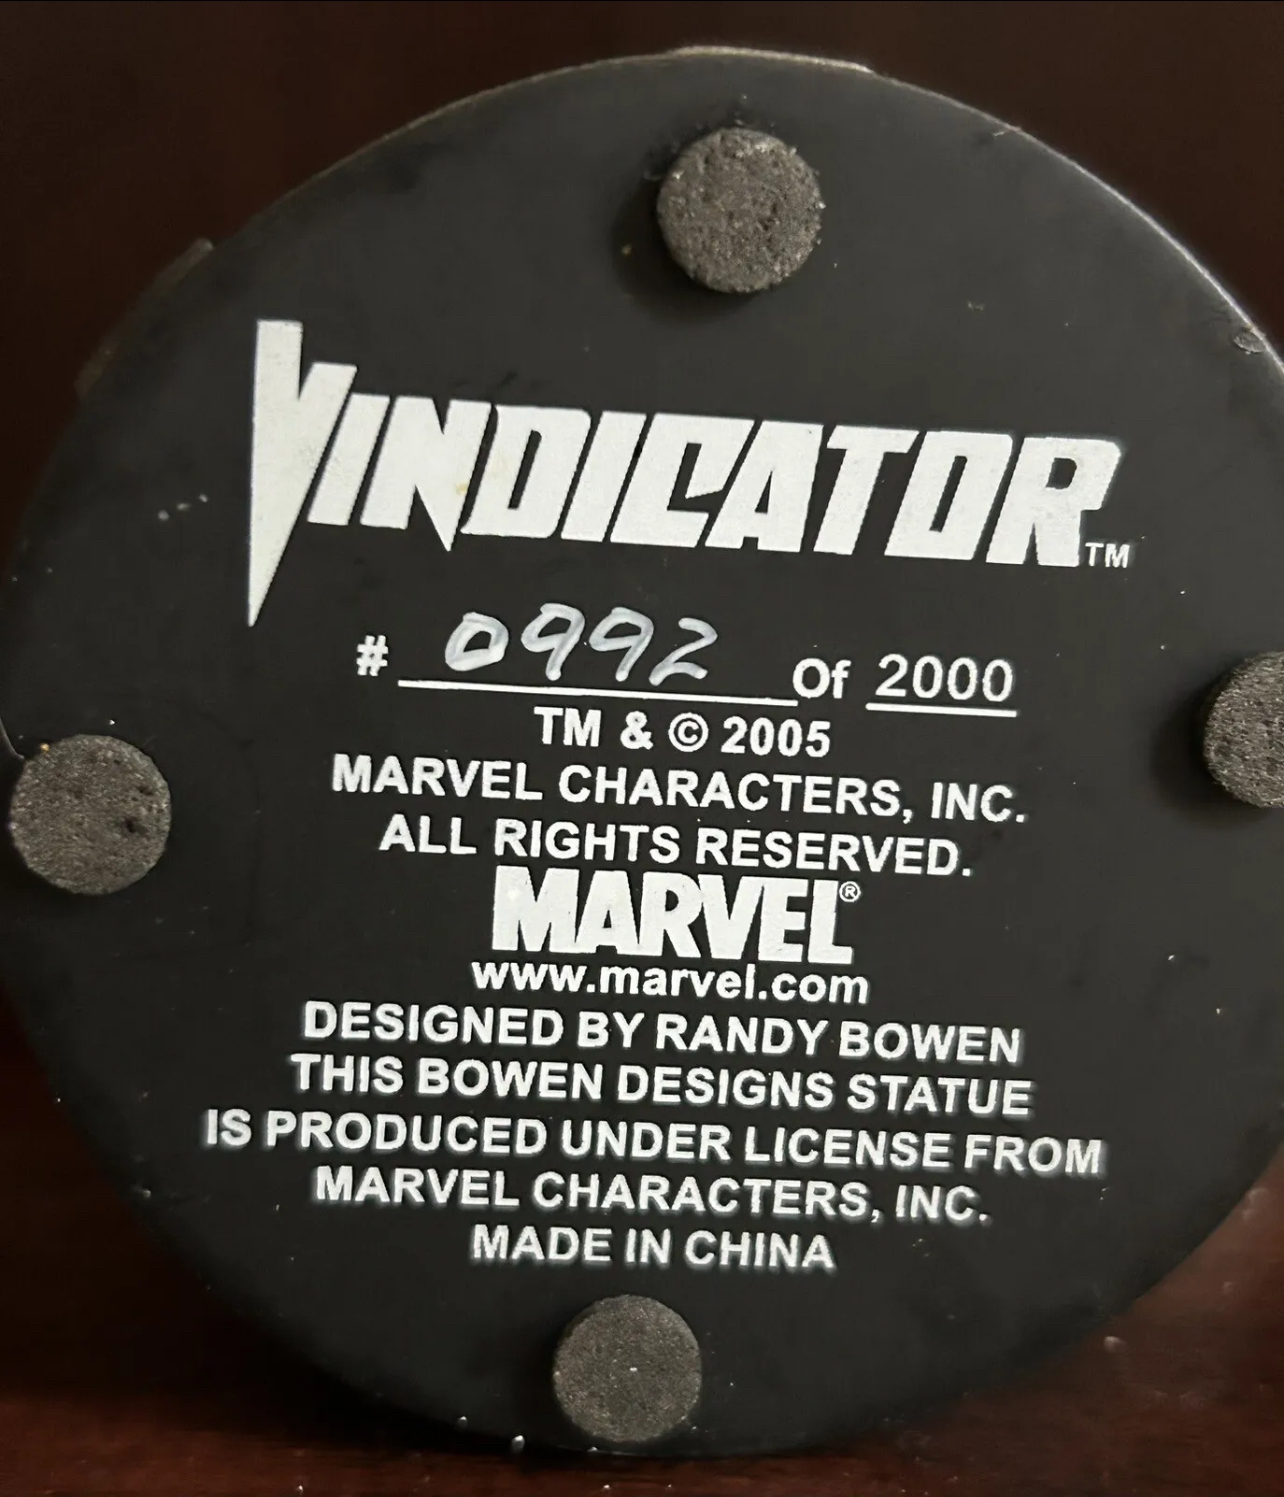 VINDICATOR™
# 0992 Of 2000
TM & © 2005
MARVEL CHARACTERS, INC.
ALL RIGHTS RESERVED.
MARVEL®
www.marvel.com
DESIGNED BY RANDY BOWEN
THIS BOWEN DESIGNS STATUE
IS PRODUCED UNDER LICENSE FROM
MARVEL CHARACTERS, INC.
MADE IN CHINA